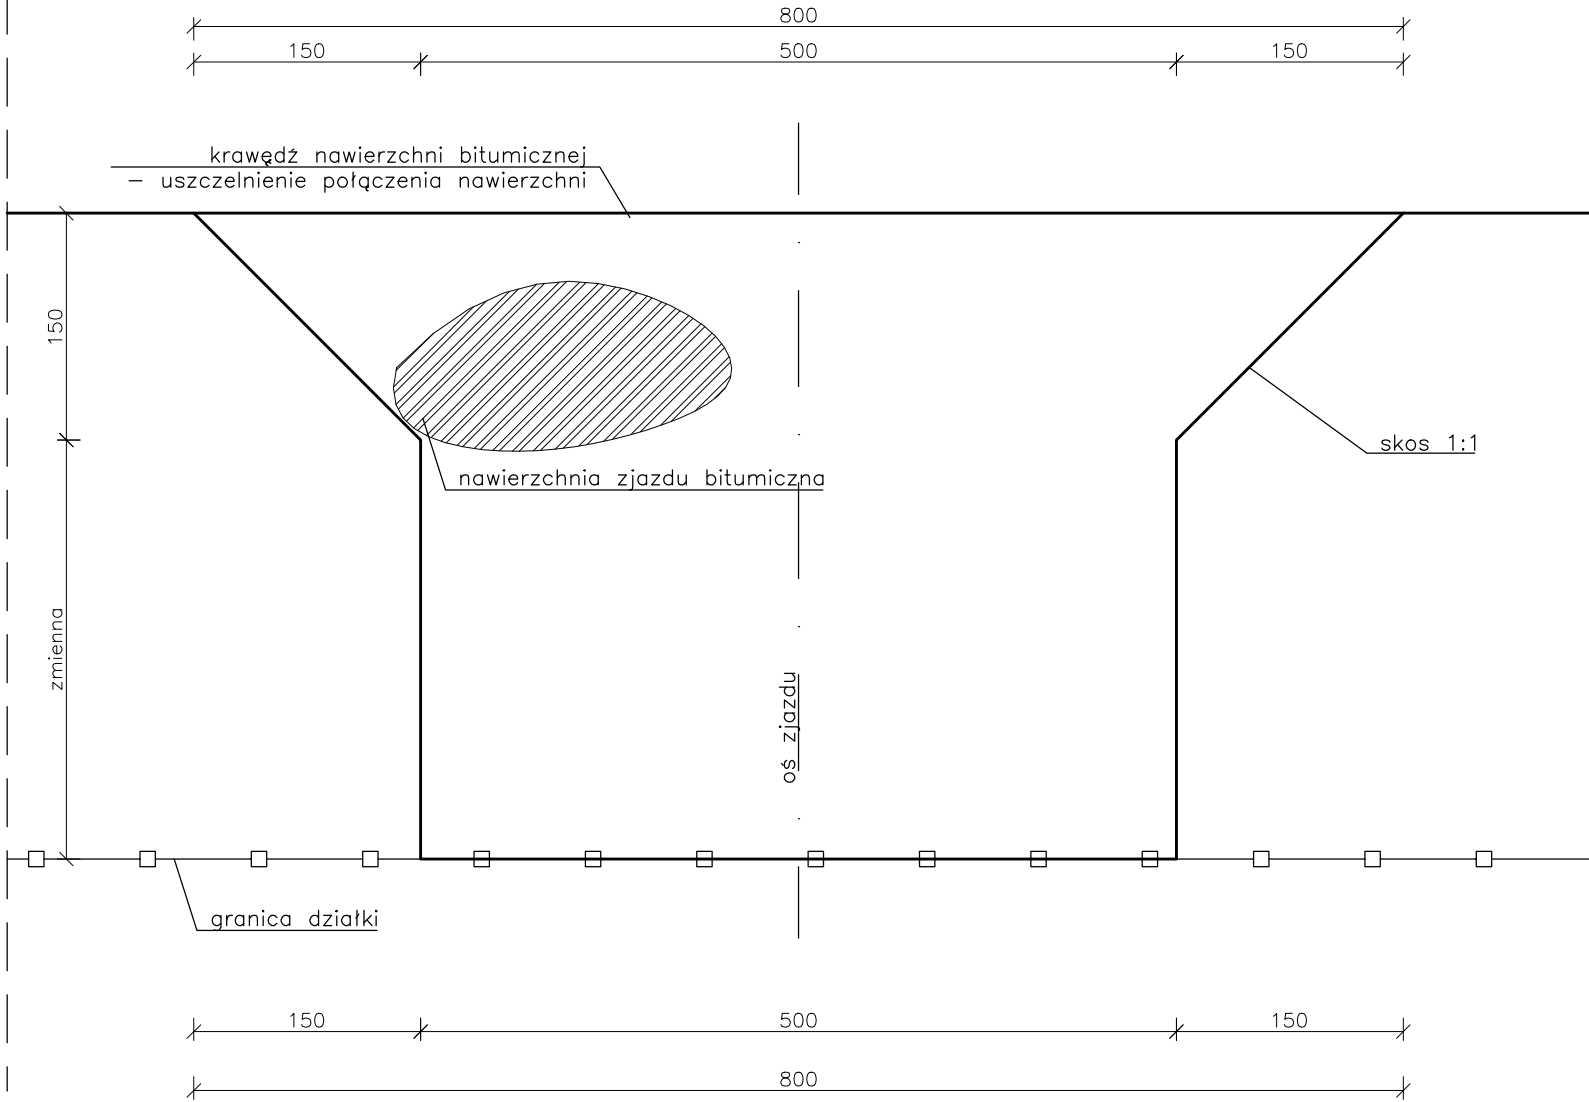 800
150
500
150
krawędź nawierzchni bitumicznej
– uszczelnienie połączenia nawierzchni
150
skos 1:1
nawierzchnia zjazdu bitumiczna
zmienna
oś zjazdu
granica działki
150
500
150
800